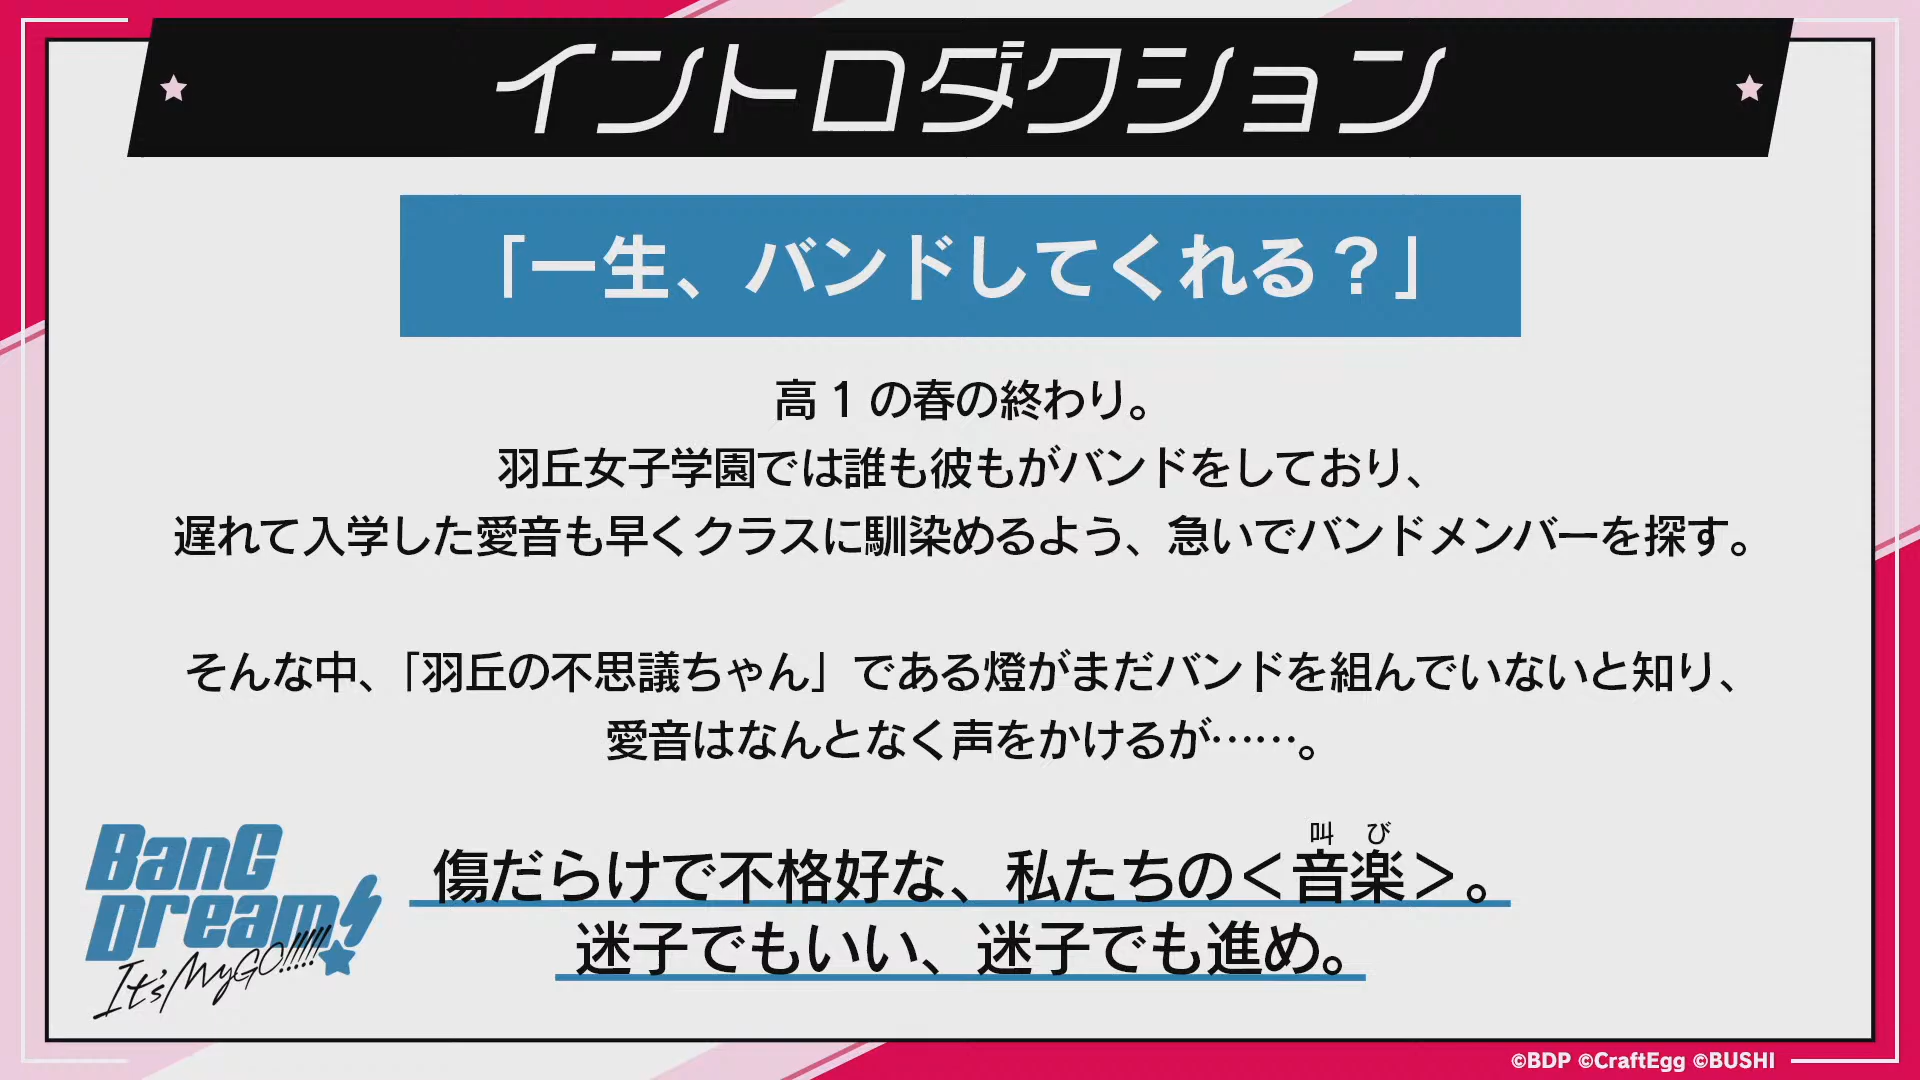 イントロダクション
「一生、バンドしてくれる？」
高1の春の終わり。
羽丘女子学園では誰も彼もがバンドをしており、
遅れて入学した愛音も早くクラスに馴染めるよう、急いでバンドメンバーを探す。
そんな中、「羽丘の不思議ちゃん」である燈がまだバンドを組んでいないと知り、
愛音はなんとなく声をかけるが……。
叫び
傷だらけで不格好な、私たちの＜音楽＞。
迷子でもいい、迷子でも進め。
BanG
Dream!
It's MyGO!!!!!
©BDP ©CraftEgg ©BUSHI